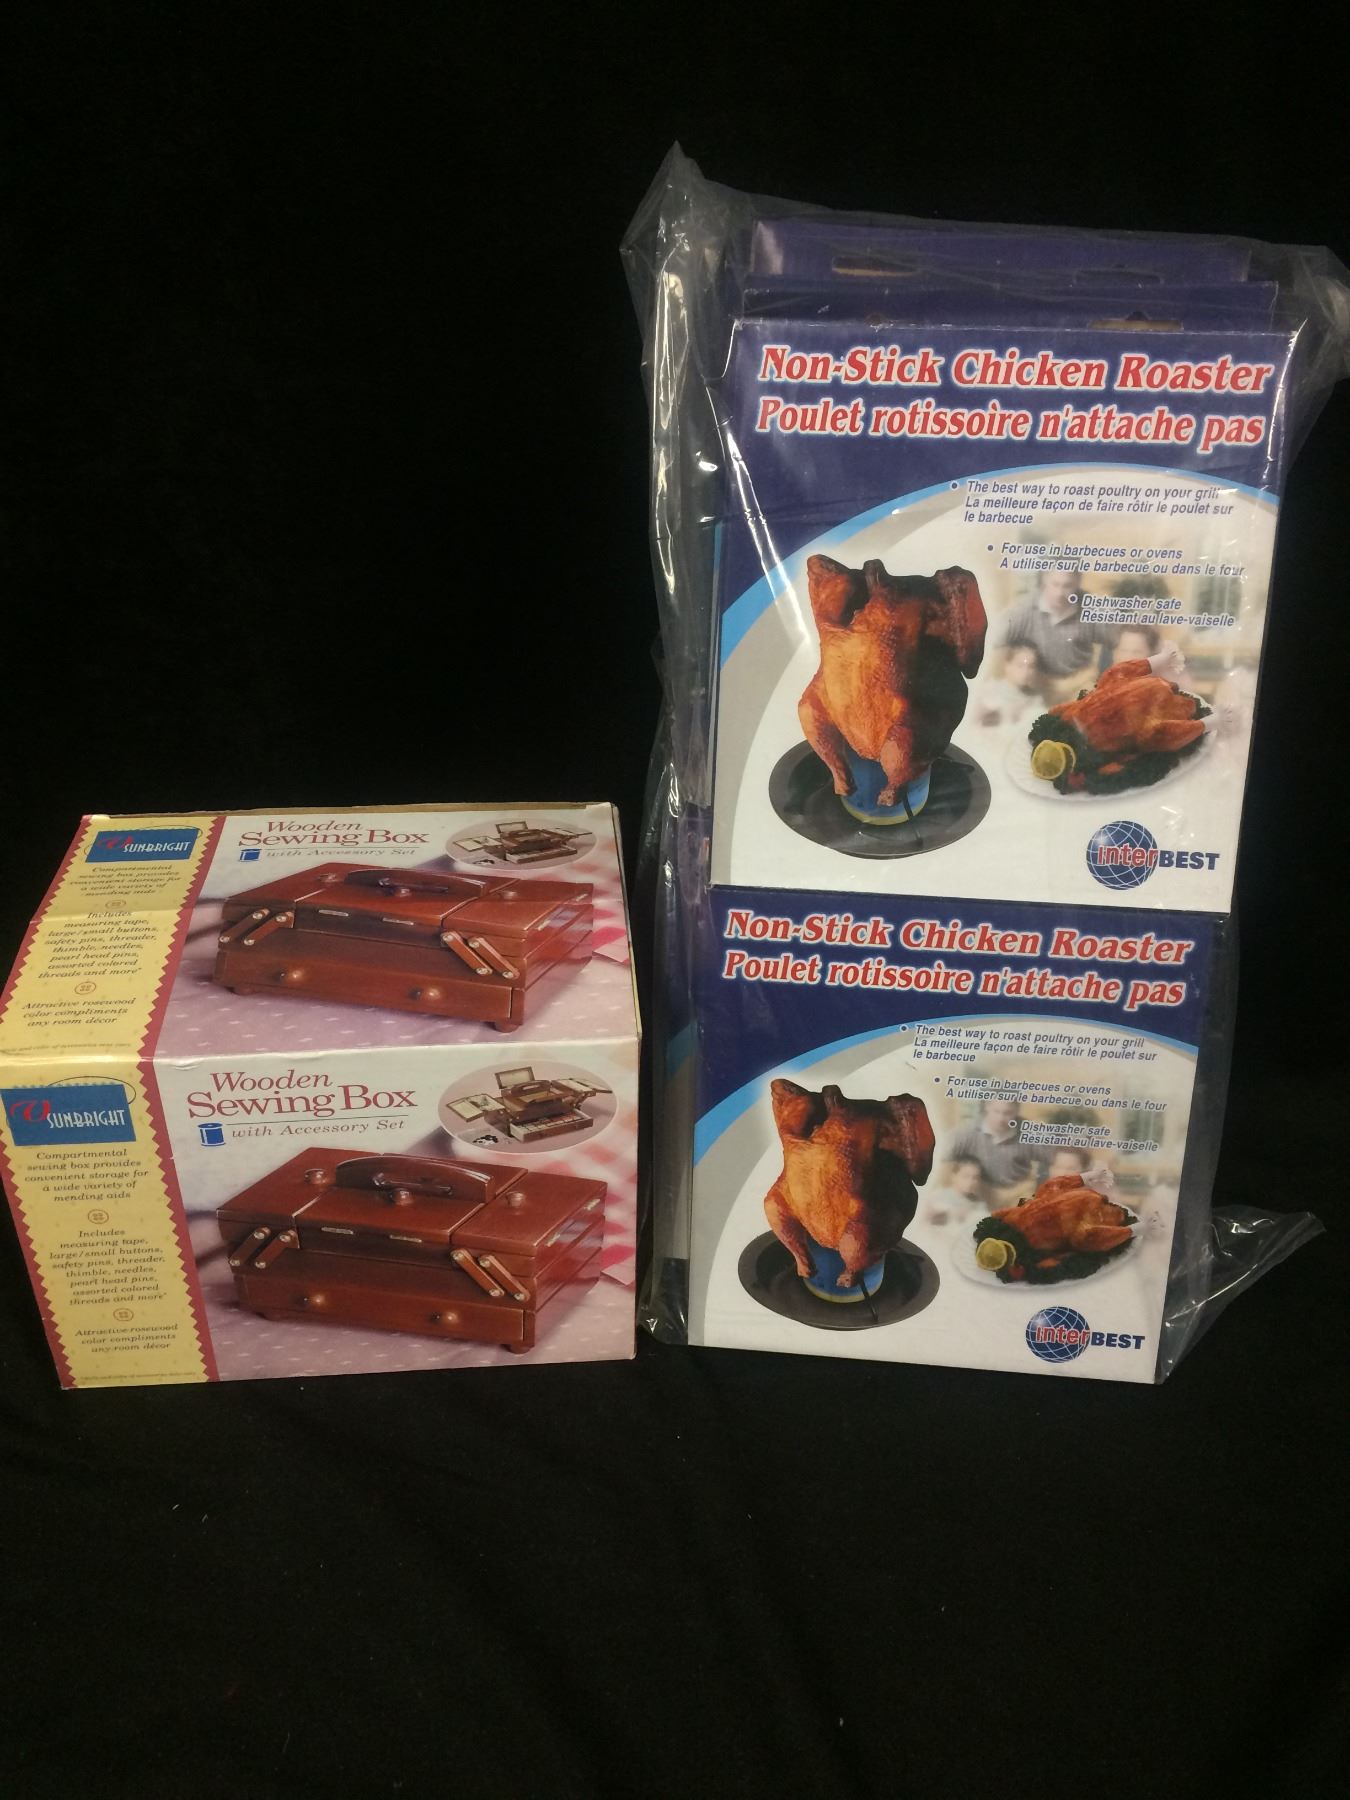 SUNBRIGHT
Compartmental
sewing box provides
convenient storage for
a wide variety of
mending aids
Includes
measuring tape,
large/small buttons,
safety pins, threader,
thimble, needles,
pearl head pins,
assorted colored
threads and more*
Attractive rosewood
color compliments
any room décor
Wooden
Sewing Box
with Accessory Set
SUNBRIGHT
Compartmental
sewing box provides
convenient storage for
a wide variety of
mending aids
Includes
measuring tape,
large/small buttons,
safety pins, threader,
thimble, needles,
pearl head pins,
assorted colored
threads and more*
Attractive rosewood
color compliments
any room décor
Wooden
Sewing Box
with Accessory Set
Non-Stick Chicken Roaster
Poulet rotissoìre n'attache pas
• The best way to roast poultry on your grill
La meilleure façon de faire rôtir le poulet sur
le barbecue
• For use in barbecues or ovens
A utiliser sur le barbecue ou dans le four
• Dishwasher safe
Résistant au lave-vaiselle
interBEST
Non-Stick Chicken Roaster
Poulet rotissoìre n'attache pas
• The best way to roast poultry on your grill
La meilleure façon de faire rôtir le poulet sur
le barbecue
• For use in barbecues or ovens
A utiliser sur le barbecue ou dans le four
• Dishwasher safe
Résistant au lave-vaiselle
interBEST